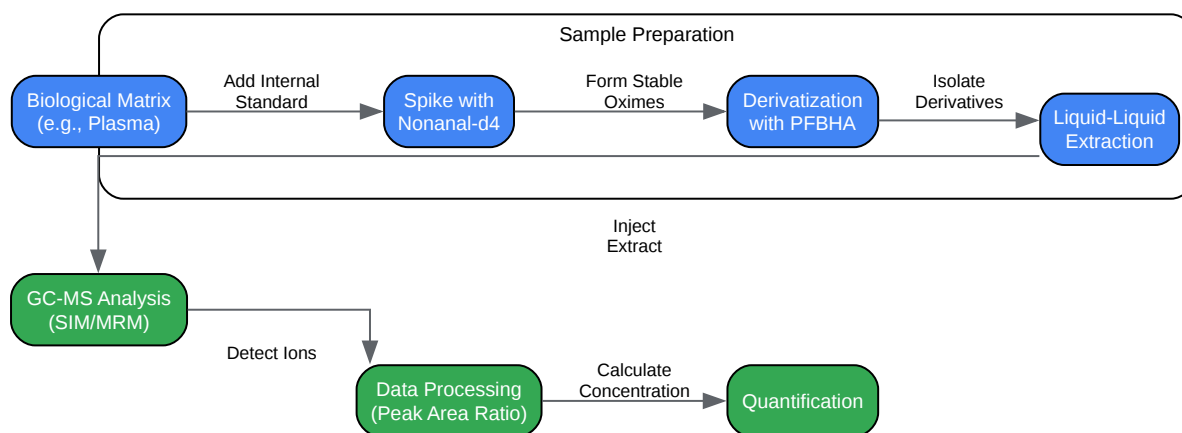 Sample Preparation
Biological Matrix
(e.g., Plasma)
Add Internal
Standard
Spike with
Nonanal-d4
Form Stable
Oximes
Derivatization
with PFBHA
Isolate
Derivatives
Liquid-Liquid
Extraction
Inject
Extract
GC-MS Analysis
(SIM/MRM)
Detect Ions
Data Processing
(Peak Area Ratio)
Calculate
Concentration
Quantification